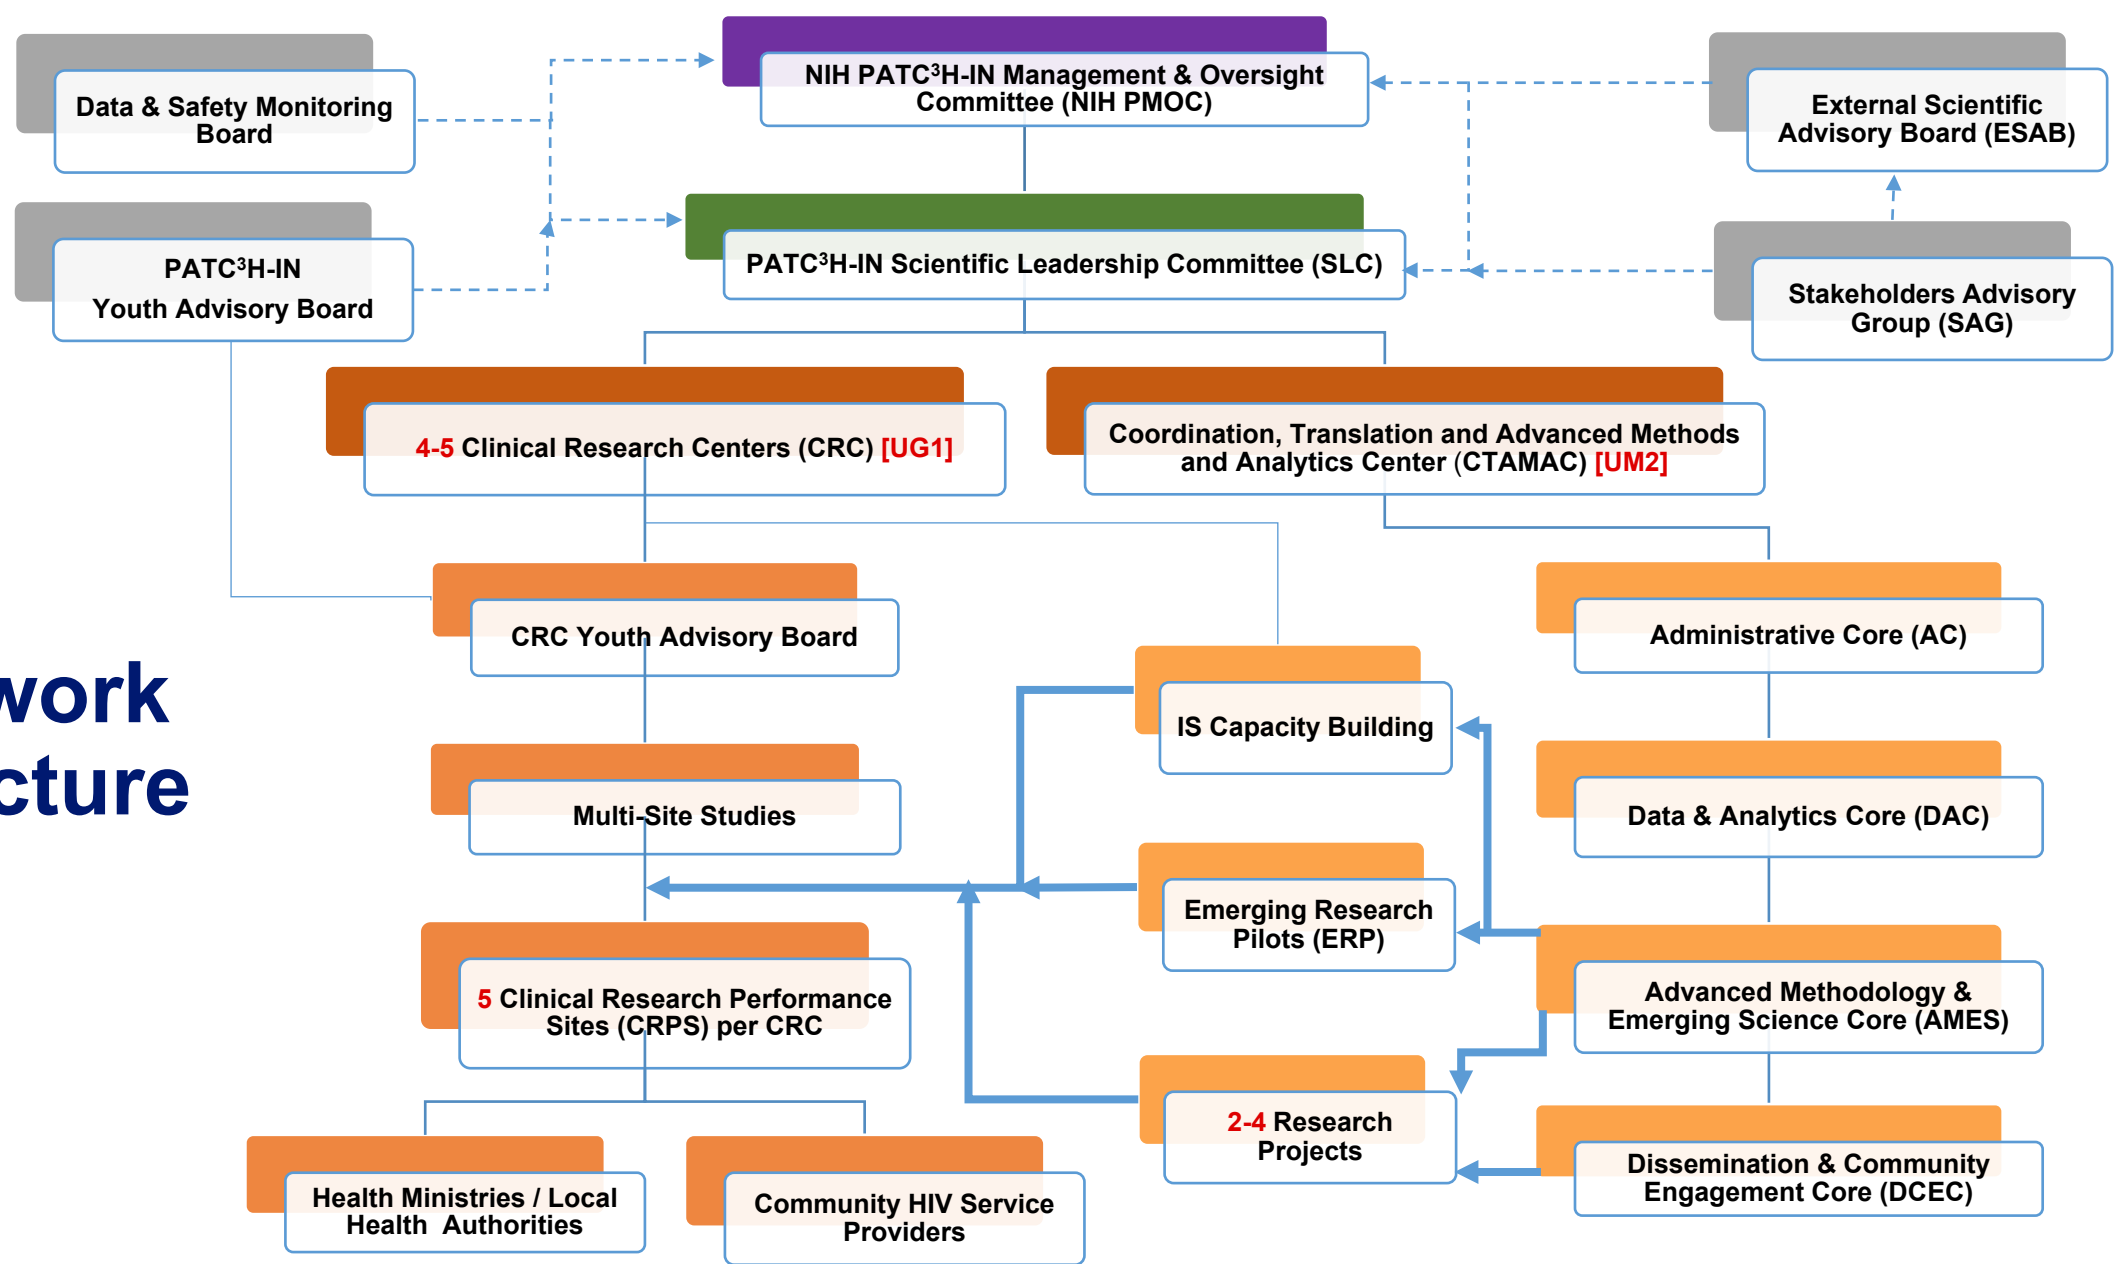 NIH PATC³H-IN Management & Oversight
Committee (NIH PMOC)
Data & Safety Monitoring
Board
External Scientific
Advisory Board (ESAB)
PATC³H-IN
Youth Advisory Board
PATC³H-IN Scientific Leadership Committee (SLC)
Stakeholders Advisory
Group (SAG)
4-5 Clinical Research Centers (CRC) [UG1]
Coordination, Translation and Advanced Methods
and Analytics Center (CTAMAC) [UM2]
CRC Youth Advisory Board
Administrative Core (AC)
IS Capacity Building
Multi-Site Studies
Data & Analytics Core (DAC)
Emerging Research
Pilots (ERP)
5 Clinical Research Performance
Sites (CRPS) per CRC
Advanced Methodology &
Emerging Science Core (AMES)
2-4 Research
Projects
Health Ministries / Local
Health Authorities
Community HIV Service
Providers
Dissemination & Community
Engagement Core (DCEC)
work
cture